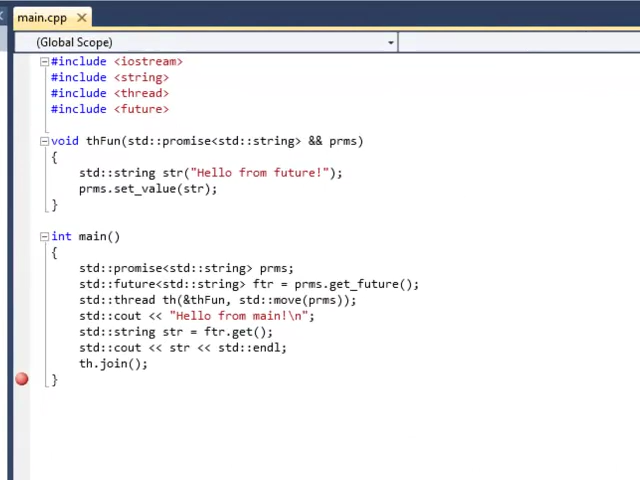 main.cpp
(Global Scope)
#include <iostream>
#include <string>
#include <thread>
#include <future>
void thFun(std::promise<std::string> && prms)
{
std::string str("Hello from future!");
prms.set_value(str);
}
int main()
{
std::promise<std::string> prms;
std::future<std::string> ftr = prms.get_future();
std::thread th(&thFun, std::move(prms));
std::cout << "Hello from main!\n";
std::string str = ftr.get();
std::cout << str << std::endl;
th.join();
}